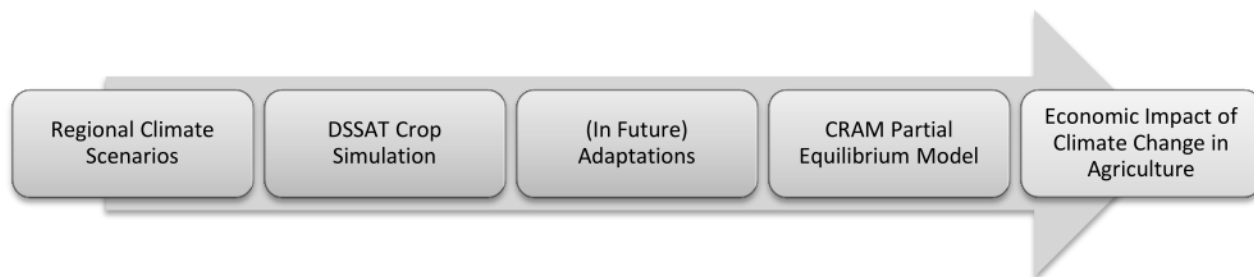 Regional Climate
Scenarios
DSSAT Crop
Simulation
(In Future)
Adaptations
CRAM Partial
Equilibrium Model
Economic Impact of
Climate Change in
Agriculture